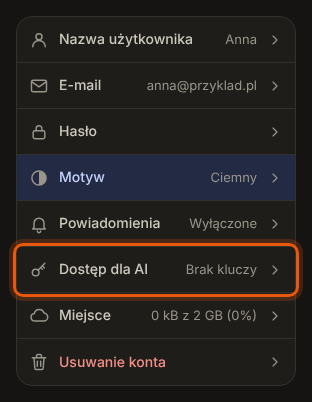 Nazwa użytkownika Anna
E-mail anna@przyklad.pl
Hasło
Motyw Ciemny
Powiadomienia Wyłączone
Dostęp dla AI Brak kluczy
Miejsce 0 kB z 2 GB (0%)
Usuwanie konta